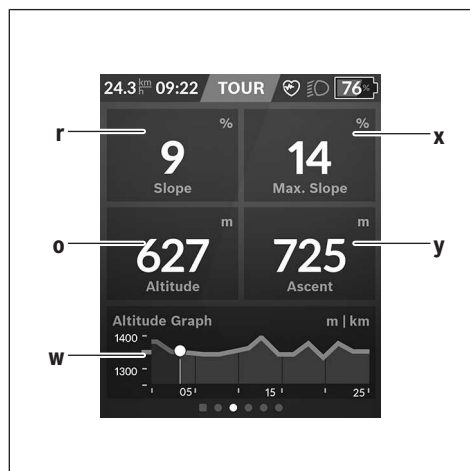 24.3 km/h 09:22 TOUR 76%
r
%
9
Slope
%
14
Max. Slope
x
o
m
627
Altitude
m
725
Ascent
y
Altitude Graph m | km
w
1400
1300
05 15 25